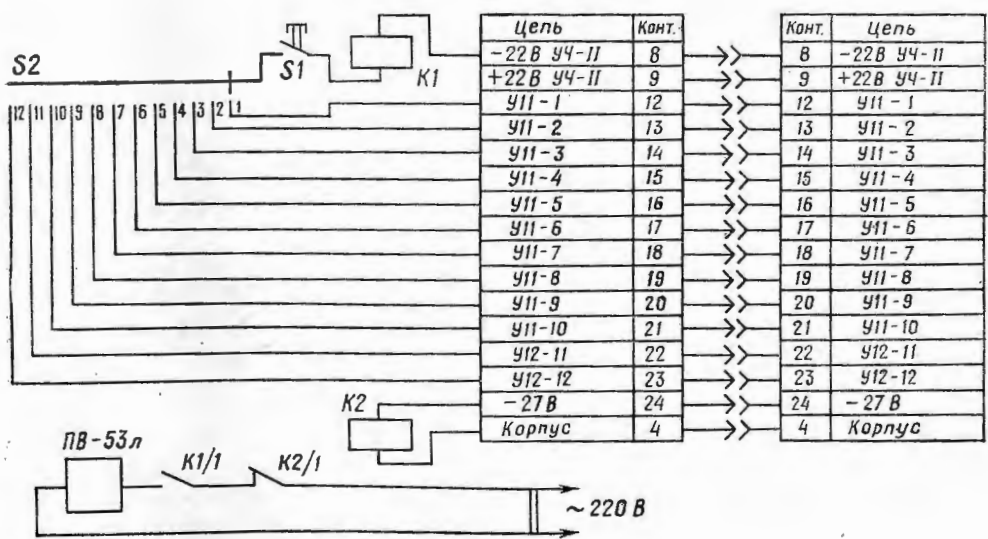 Цепь Конт. Конт. Цепь
-22В УЧ-II 8 8 -22В УЧ-II
+22В УЧ-II 9 9 +22В УЧ-II
У11-1 12 12 У11-1
У11-2 13 13 У11-2
У11-3 14 14 У11-3
У11-4 15 15 У11-4
У11-5 16 16 У11-5
У11-6 17 17 У11-6
У11-7 18 18 У11-7
У11-8 19 19 У11-8
У11-9 20 20 У11-9
У11-10 21 21 У11-10
У12-11 22 22 У12-11
У12-12 23 23 У12-12
-27В 24 24 -27В
Корпус 4 4 Корпус
S2
S1
К1
12 11 10 9 8 7 6 5 4 3 2 1
К2
ПВ-53л
К1/1
К2/1
~220 В